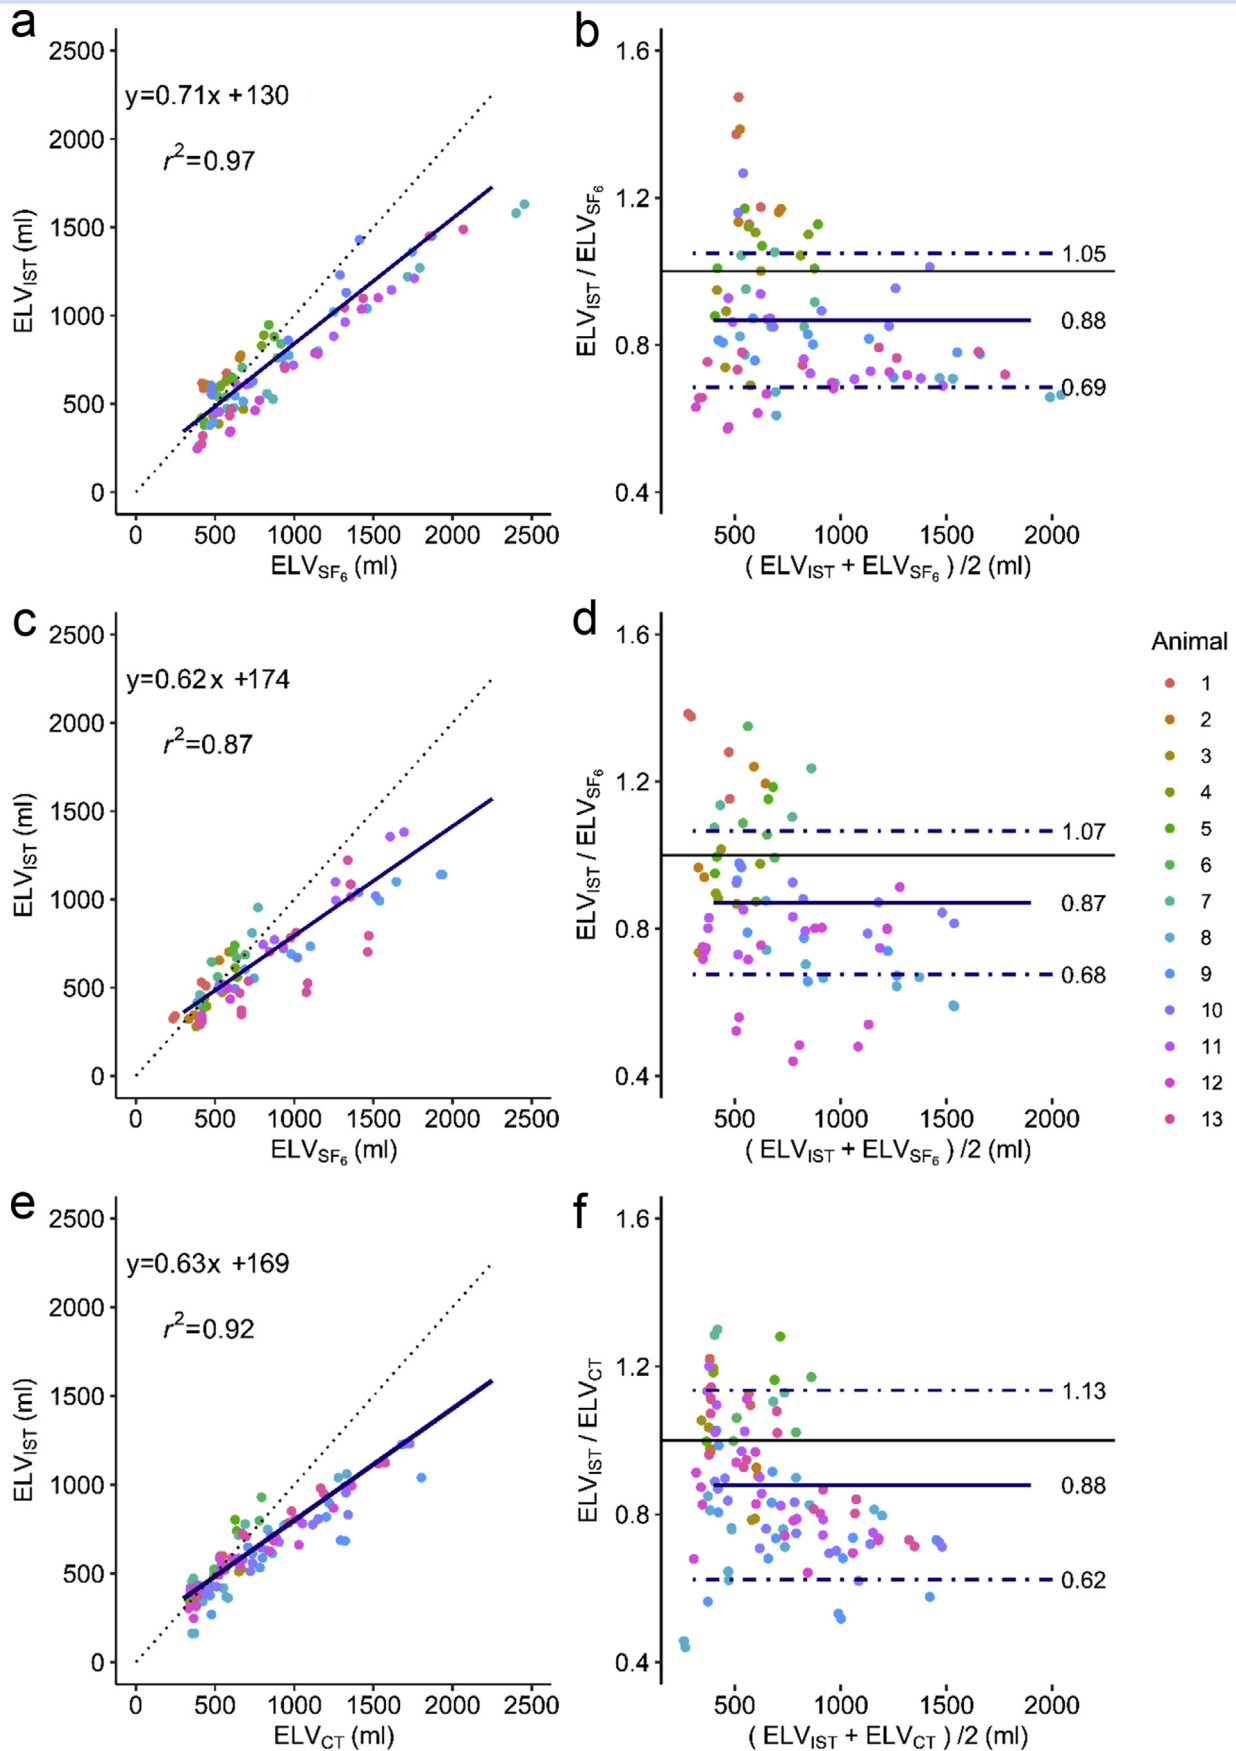 a
2500
2000
1500
1000
500
0
y=0.71x +130
r²=0.97
ELV_IST (ml)
0 500 1000 1500 2000 2500
ELV_SF₆ (ml)
b
1.6
1.2
0.8
0.4
1.05
0.88
0.69
ELV_IST / ELV_SF₆
500 1000 1500 2000
( ELV_IST + ELV_SF₆ ) /2 (ml)
c
2500
2000
1500
1000
500
0
y=0.62x +174
r²=0.87
ELV_IST (ml)
0 500 1000 1500 2000 2500
ELV_SF₆ (ml)
d
1.6
1.2
0.8
0.4
1.07
0.87
0.68
ELV_IST / ELV_SF₆
500 1000 1500 2000
( ELV_IST + ELV_SF₆ ) /2 (ml)
Animal
1
2
3
4
5
6
7
8
9
10
11
12
13
e
2500
2000
1500
1000
500
0
y=0.63x +169
r²=0.92
ELV_IST (ml)
0 500 1000 1500 2000 2500
ELV_CT (ml)
f
1.6
1.2
0.8
0.4
1.13
0.88
0.62
ELV_IST / ELV_CT
500 1000 1500 2000
( ELV_IST + ELV_CT ) /2 (ml)